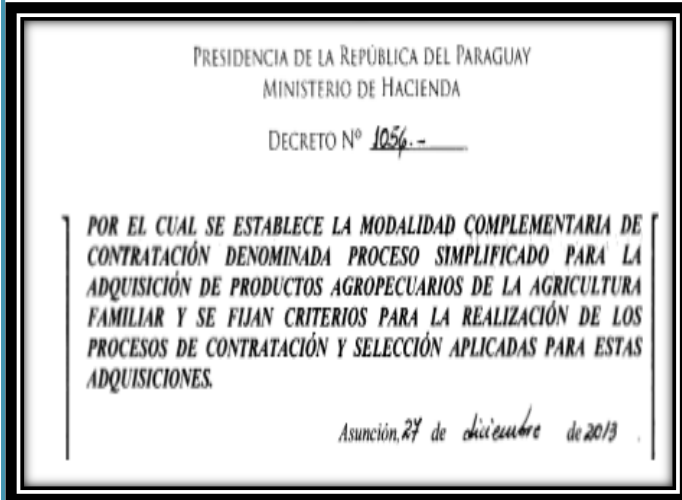 PRESIDENCIA DE LA REPÚBLICA DEL PARAGUAY
MINISTERIO DE HACIENDA
DECRETO Nº 1056.-
POR EL CUAL SE ESTABLECE LA MODALIDAD COMPLEMENTARIA DE
CONTRATACIÓN DENOMINADA PROCESO SIMPLIFICADO PARA LA
ADQUISICIÓN DE PRODUCTOS AGROPECUARIOS DE LA AGRICULTURA
FAMILIAR Y SE FIJAN CRITERIOS PARA LA REALIZACIÓN DE LOS
PROCESOS DE CONTRATACIÓN Y SELECCIÓN APLICADAS PARA ESTAS
ADQUISICIONES.
Asunción, 27 de diciembre de 2013